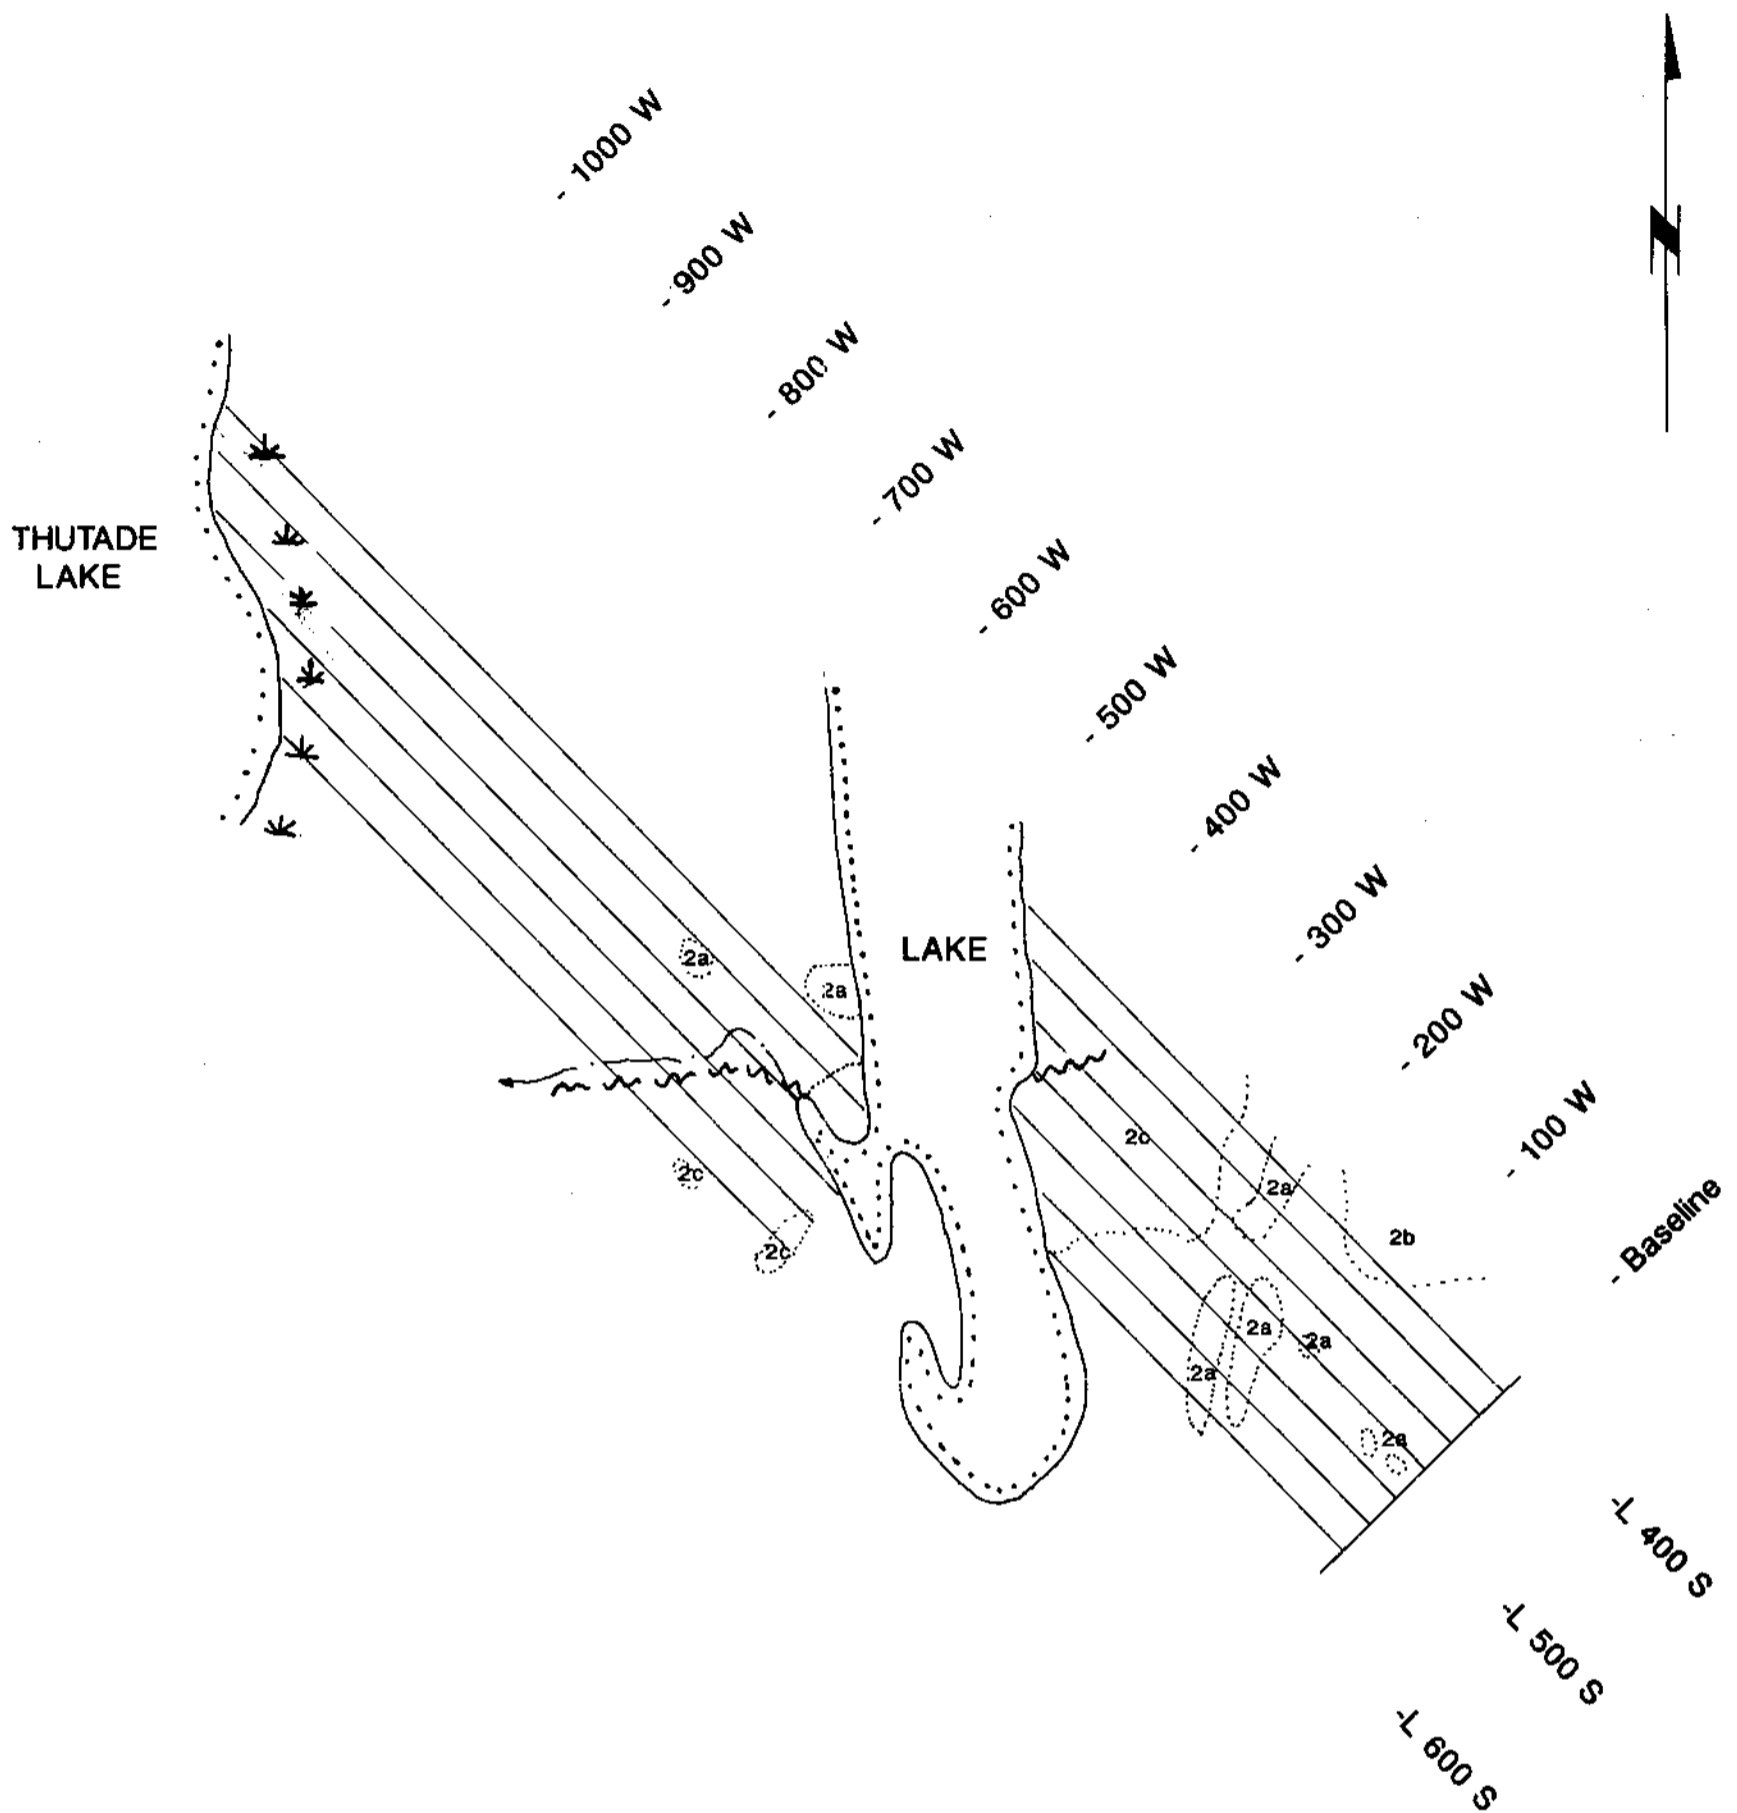 - 1000 W
- 900 W
N
- 800 W
- 700 W
THUTADE
LAKE
- 600 W
- 500 W
- 400 W
- 300 W
LAKE
2a
2a
- 200 W
- 100 W
2c
2c
2a
- Baseline
2b
2c
2a
2a
2a
2a
-L 400 S
-L 500 S
-L 600 S